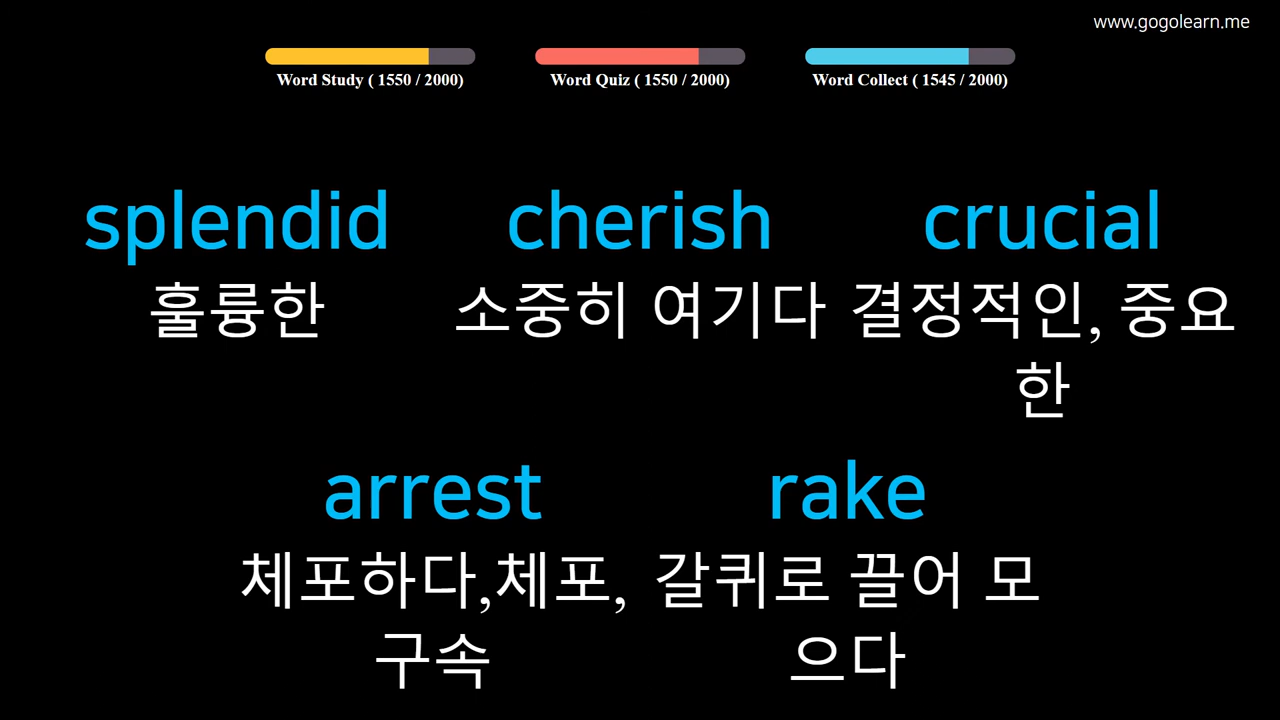 www.gogolearn.me
Word Study ( 1550 / 2000)
Word Quiz ( 1550 / 2000)
Word Collect ( 1545 / 2000)
splendid
훌륭한
cherish
소중히 여기다
crucial
결정적인, 중요
한
arrest
체포하다,체포,
구속
rake
갈퀴로 끌어 모
으다